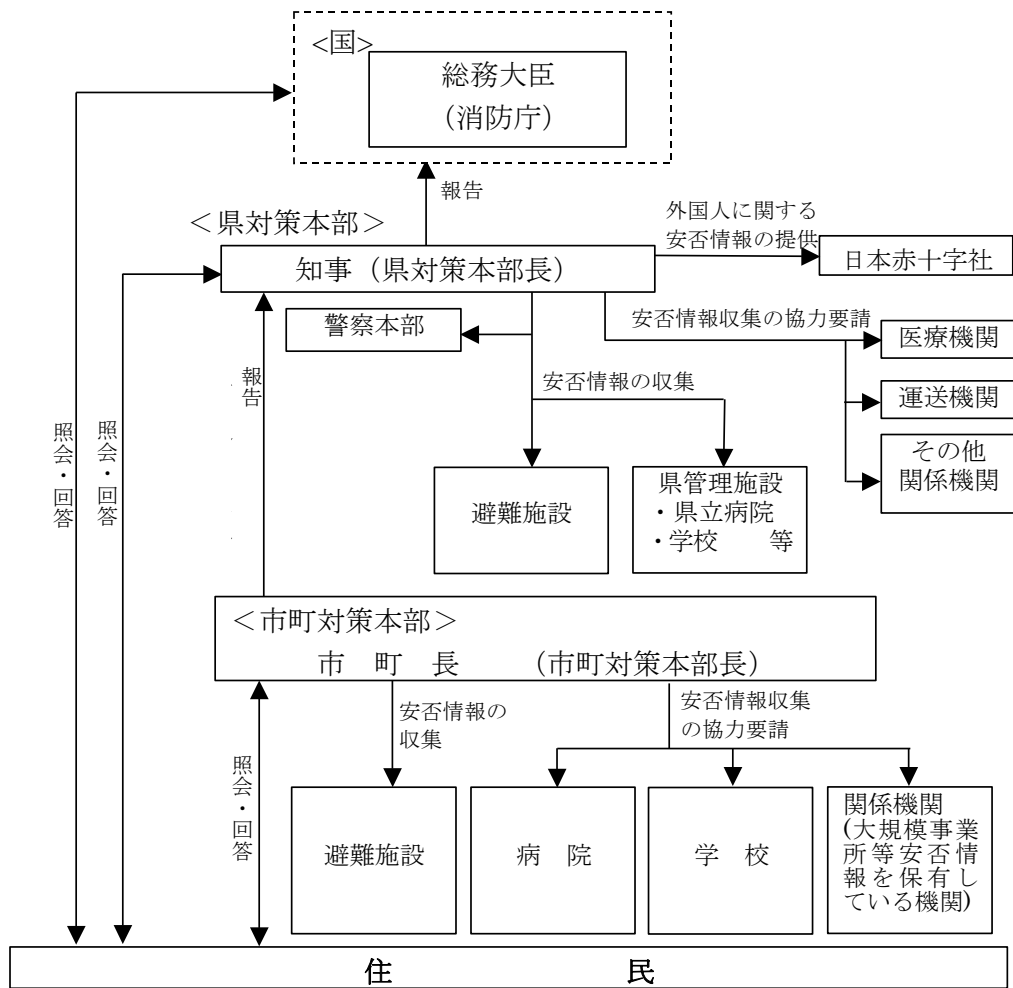 <国>
総務大臣
（消防庁）
報告
＜県対策本部＞
外国人に関する
安否情報の提供
知事（県対策本部長）
日本赤十字社
警察本部
安否情報収集の協力要請
医療機関
報告
安否情報の収集
運送機関
その他
関係機関
照会・回答
照会・回答
避難施設
県管理施設
・県立病院
・学校　　等
＜市町対策本部＞
市　町　長　　（市町対策本部長）
安否情報の
収集
安否情報収集
の協力要請
照会・回答
避難施設
病　院
学　校
関係機関
(大規模事業
所等安否情
報を保有し
ている機関)
住　　　　　民